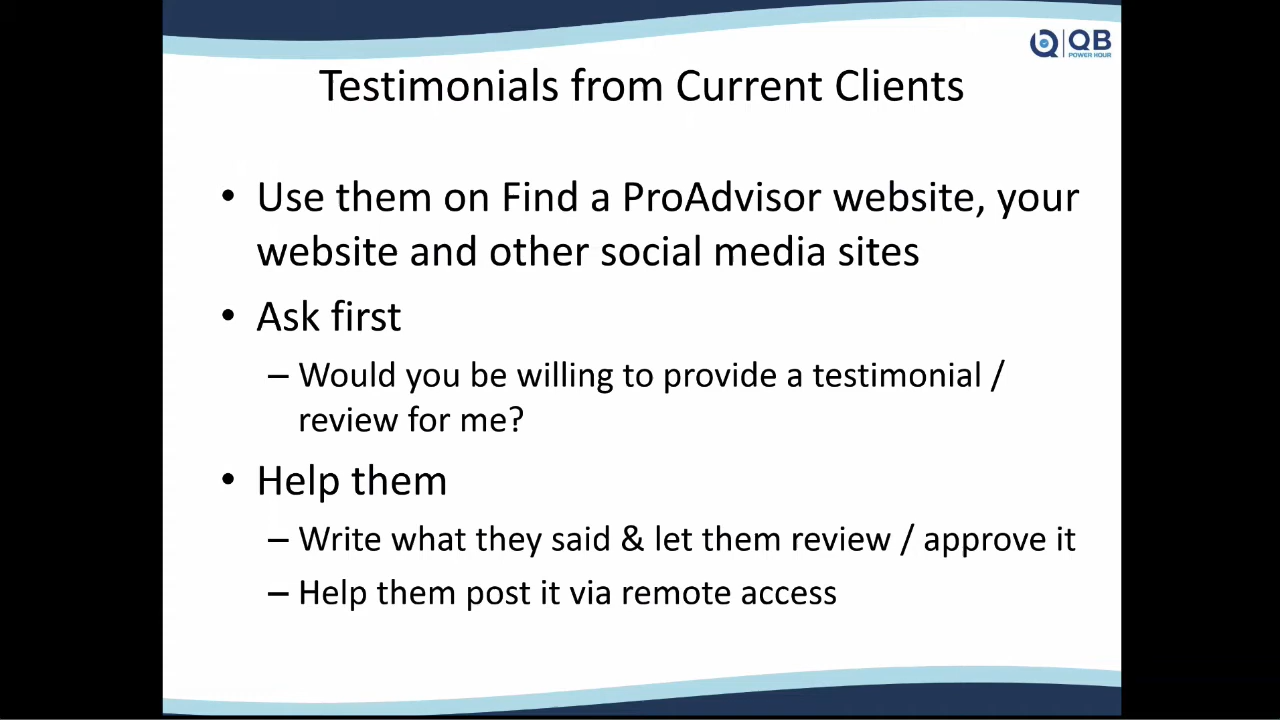 QB
POWER HOUR
Testimonials from Current Clients
• Use them on Find a ProAdvisor website, your
website and other social media sites
• Ask first
– Would you be willing to provide a testimonial /
review for me?
• Help them
– Write what they said & let them review / approve it
– Help them post it via remote access